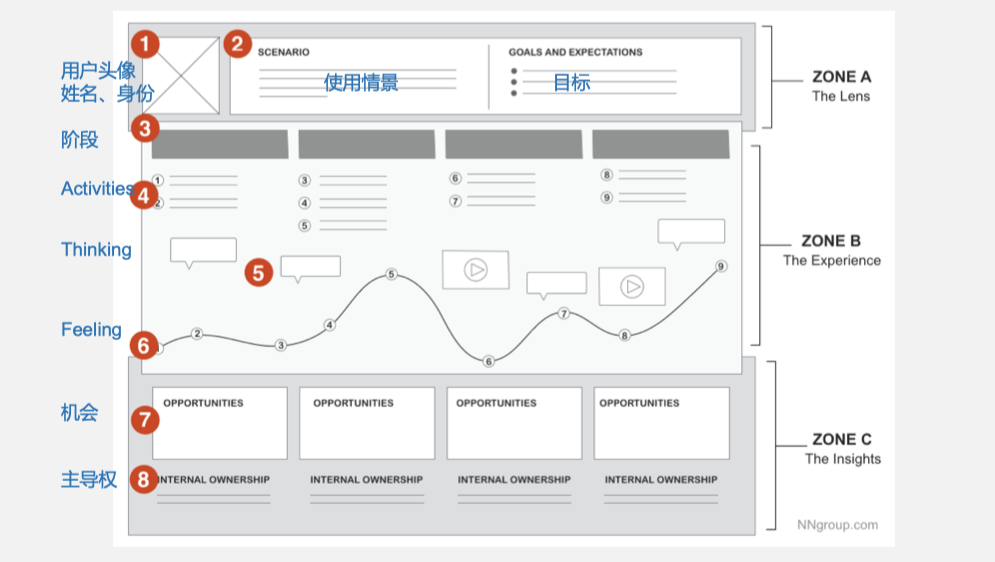 1
2
SCENARIO
使用情景
GOALS AND EXPECTATIONS
目标
用户头像
姓名、身份
ZONE A
The Lens
3
阶段
Activities
4
1
2
3
4
5
6
7
8
9
Thinking
5
ZONE B
The Experience
Feeling
6
1
2
3
4
5
6
7
8
9
机会
7
OPPORTUNITIES
OPPORTUNITIES
OPPORTUNITIES
OPPORTUNITIES
主导权
8
INTERNAL OWNERSHIP
INTERNAL OWNERSHIP
INTERNAL OWNERSHIP
INTERNAL OWNERSHIP
ZONE C
The Insights
NNgroup.com